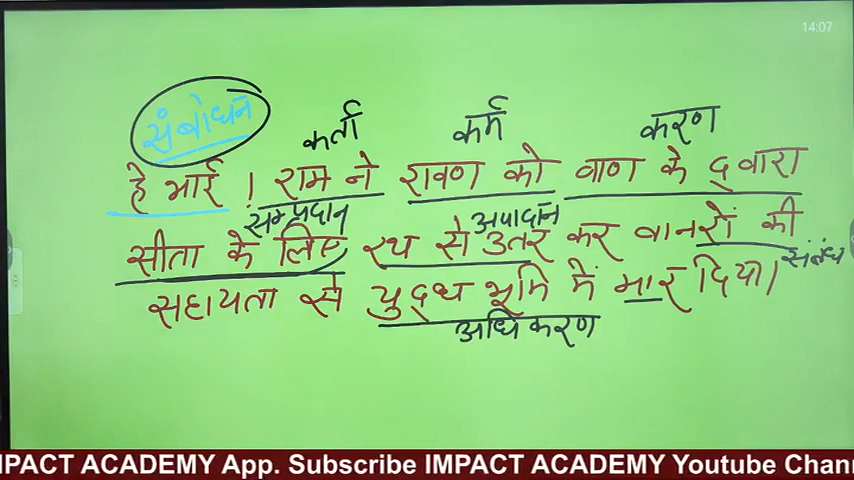 14:07
संबोधन
कर्ता कर्म करण
हे भाई ! राम ने रावण को वाण के द्वारा
सम्प्रदान अपादान
सीता के लिए रथ से उतर कर वानरों की
संबंध
सहायता से युद्ध भूमि में मार दिया।
अधिकरण
IMPACT ACADEMY App. Subscribe IMPACT ACADEMY Youtube Chan